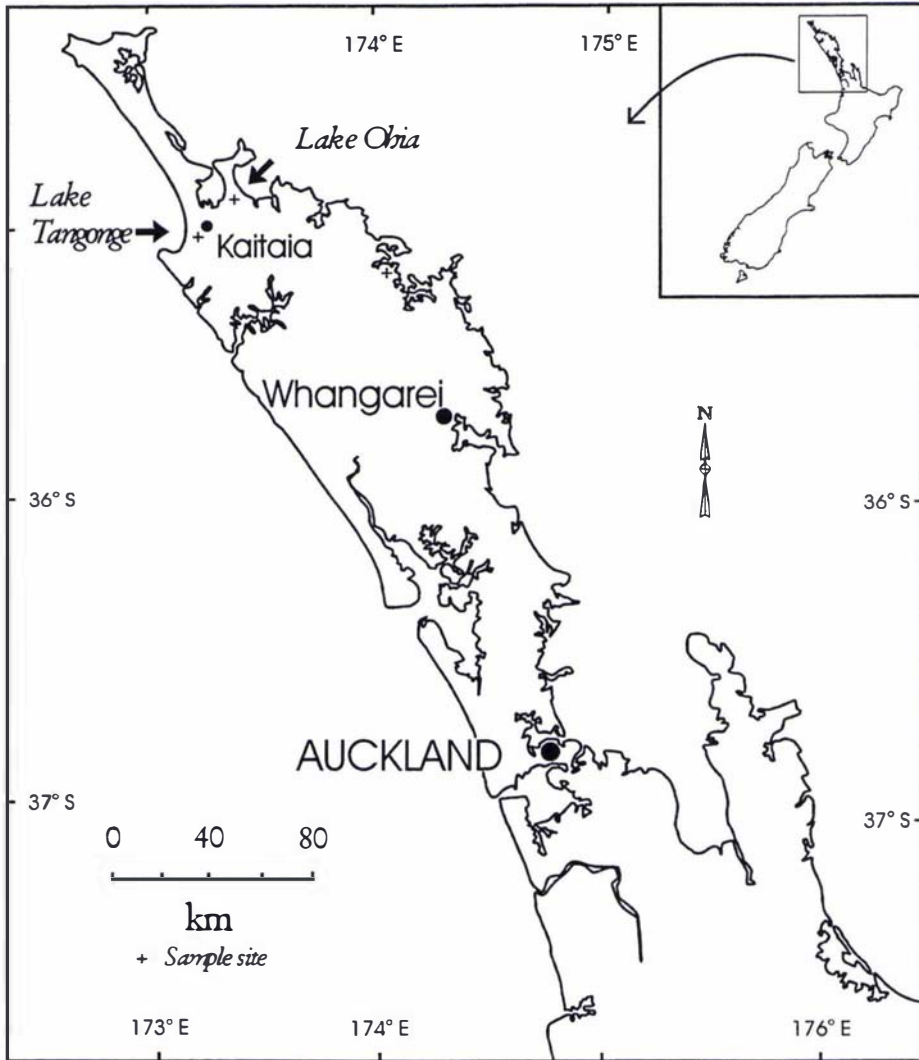 174° E
175° E
Lake Ohia
Lake
Tangonge
Kaitaia
Whangarei
N
36° S
36° S
AUCKLAND
37° S
37° S
0 40 80
km
+ Sample site
173° E
174° E
176° E